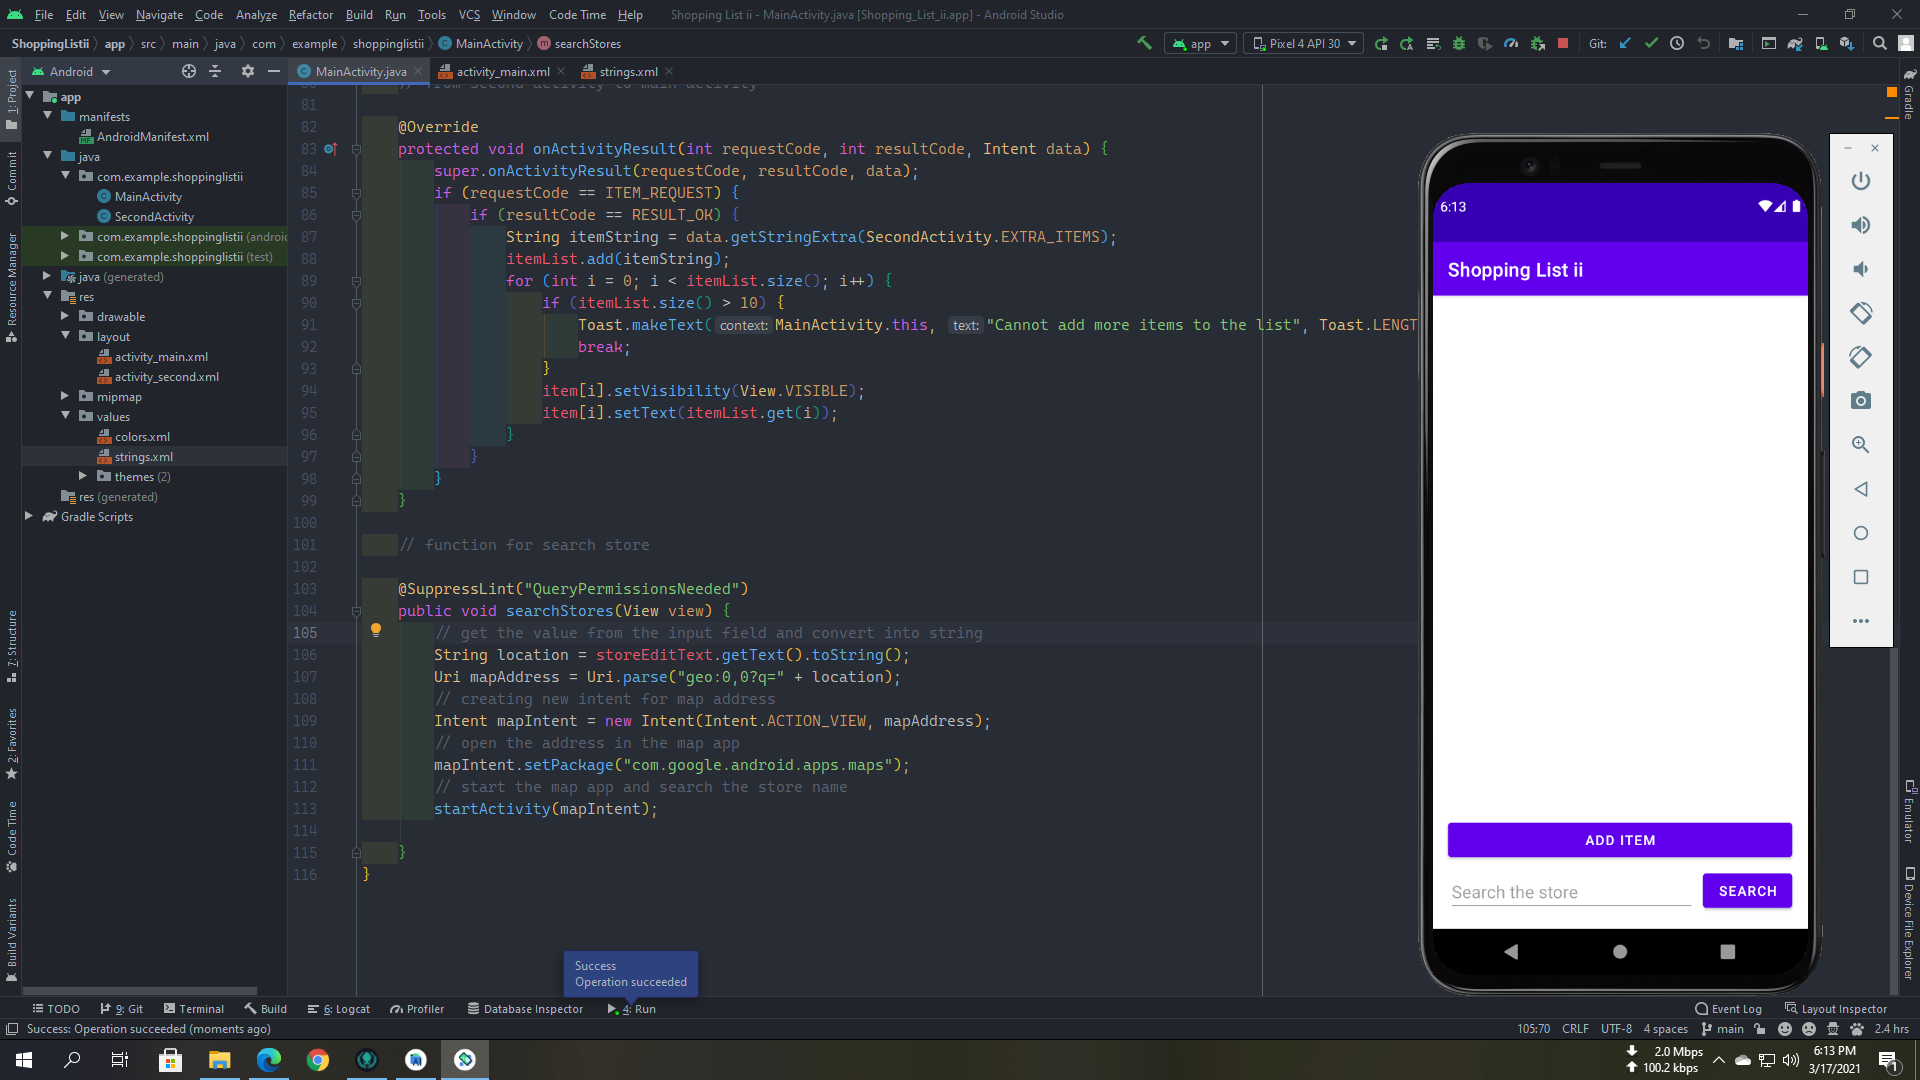 File Edit View Navigate Code Analyze Refactor Build Run Tools VCS Window Code Time Help Shopping List ii - MainActivity.java [Shopping_List_ii.app] - Android Studio
ShoppingListii app src main java com example shoppinglistii MainActivity searchStores app Pixel 4 API 30 Git:
Android MainActivity.java activity_main.xml strings.xml
1: Project
Commit
Resource Manager
7: Structure
2: Favorites
Code Time
Build Variants
app
manifests
AndroidManifest.xml
java
com.example.shoppinglistii
MainActivity
SecondActivity
com.example.shoppinglistii (androi
com.example.shoppinglistii (test)
java (generated)
res
drawable
layout
activity_main.xml
activity_second.xml
mipmap
values
colors.xml
strings.xml
themes (2)
res (generated)
Gradle Scripts
80 // from second activity to main activity
81
82 @Override
83 protected void onActivityResult(int requestCode, int resultCode, Intent data) {
84 super.onActivityResult(requestCode, resultCode, data);
85 if (requestCode == ITEM_REQUEST) {
86 if (resultCode == RESULT_OK) {
87 String itemString = data.getStringExtra(SecondActivity.EXTRA_ITEMS);
88 itemList.add(itemString);
89 for (int i = 0; i < itemList.size(); i++) {
90 if (itemList.size() > 10) {
91 Toast.makeText( context: MainActivity.this, text: "Cannot add more items to the list", Toast.LENGT
92 break;
93 }
94 item[i].setVisibility(View.VISIBLE);
95 item[i].setText(itemList.get(i));
96 }
97 }
98 }
99 }
100
101 // function for search store
102
103 @SuppressLint("QueryPermissionsNeeded")
104 public void searchStores(View view) {
105 // get the value from the input field and convert into string
106 String location = storeEditText.getText().toString();
107 Uri mapAddress = Uri.parse("geo:0,0?q=" + location);
108 // creating new intent for map address
109 Intent mapIntent = new Intent(Intent.ACTION_VIEW, mapAddress);
110 // open the address in the map app
111 mapIntent.setPackage("com.google.android.apps.maps");
112 // start the map app and search the store name
113 startActivity(mapIntent);
114
115 }
116 }
6:13
Shopping List ii
ADD ITEM
Search the store SEARCH
Gradle
Emulator
Device File Explorer
Success
Operation succeeded
TODO 9: Git Terminal Build 6: Logcat Profiler Database Inspector 4: Run Event Log Layout Inspector
Success: Operation succeeded (moments ago) 105:70 CRLF UTF-8 4 spaces main 2.4 hrs
2.0 Mbps
100.2 kbps
6:13 PM
3/17/2021
1